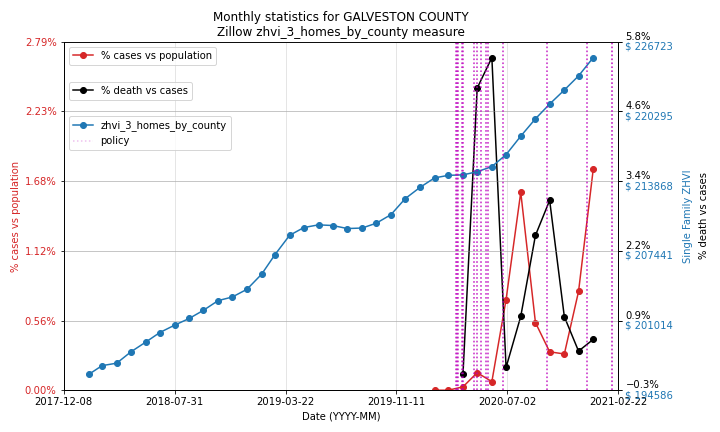 Monthly statistics for GALVESTON COUNTY
Zillow zhvi_3_homes_by_county measure
% cases vs population
% death vs cases
zhvi_3_homes_by_county
policy
% cases vs population
2.79%
2.23%
1.68%
1.12%
0.56%
0.00%
5.8%
$ 226723
4.6%
$ 220295
3.4%
$ 213868
2.2%
$ 207441
0.9%
$ 201014
−0.3%
$ 194586
Single Family ZHVI
% death vs cases
2017-12-08
2018-07-31
2019-03-22
2019-11-11
2020-07-02
2021-02-22
Date (YYYY-MM)